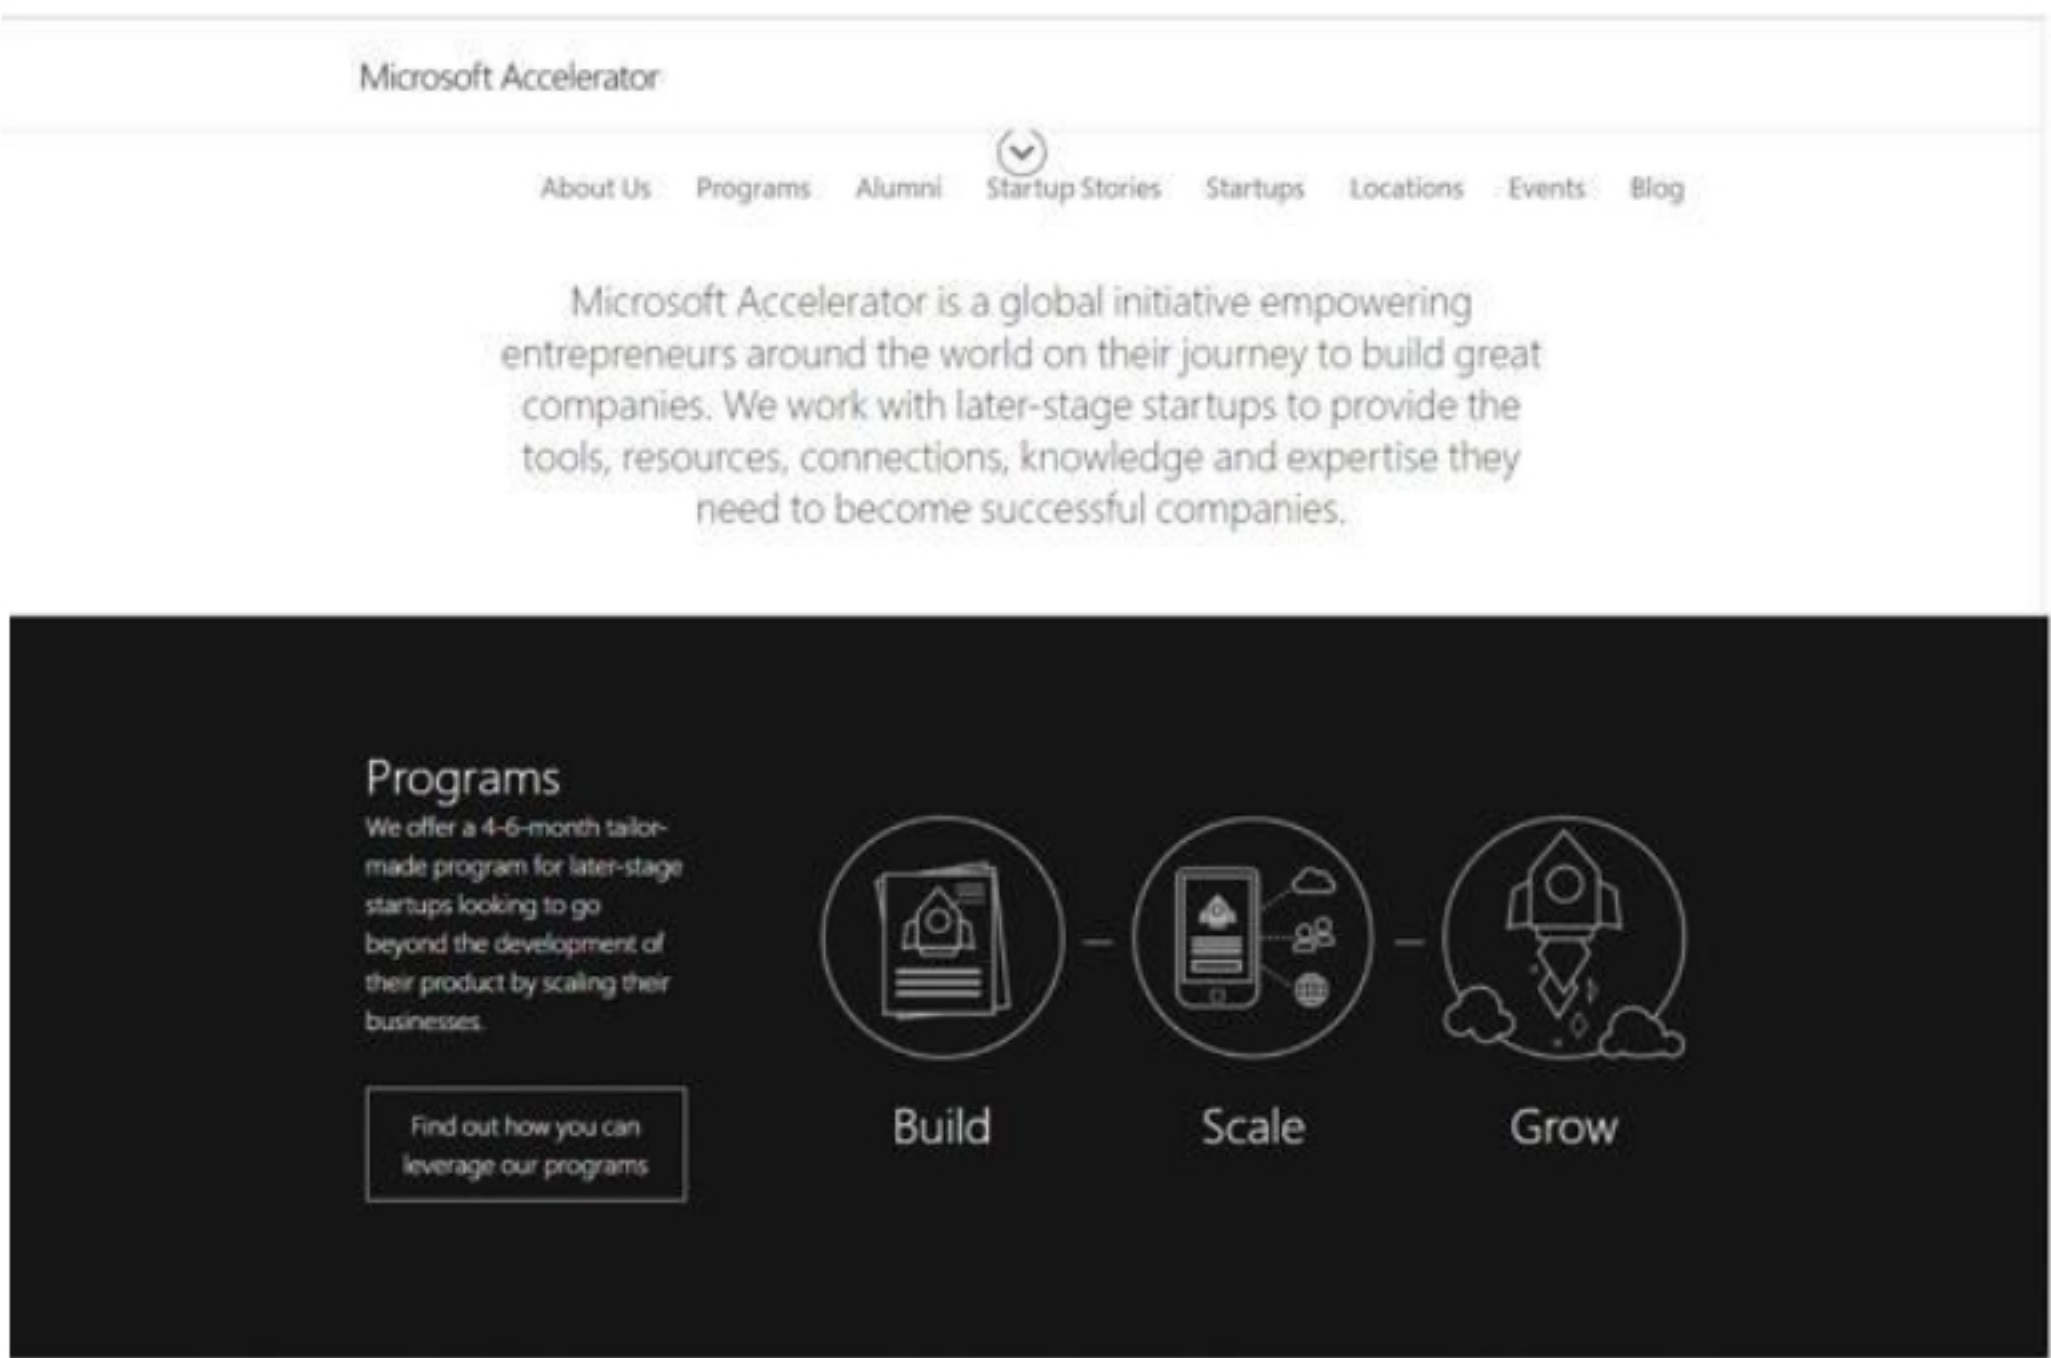 Microsoft Accelerator
About Us Programs Alumni Startup Stories Startups Locations Events Blog
Microsoft Accelerator is a global initiative empowering
entrepreneurs around the world on their journey to build great
companies. We work with later-stage startups to provide the
tools, resources, connections, knowledge and expertise they
need to become successful companies.
Programs
We offer a 4-6-month tailor-
made program for later-stage
startups looking to go
beyond the development of
their product by scaling their
businesses.
Find out how you can
leverage our programs
Build
Scale
Grow